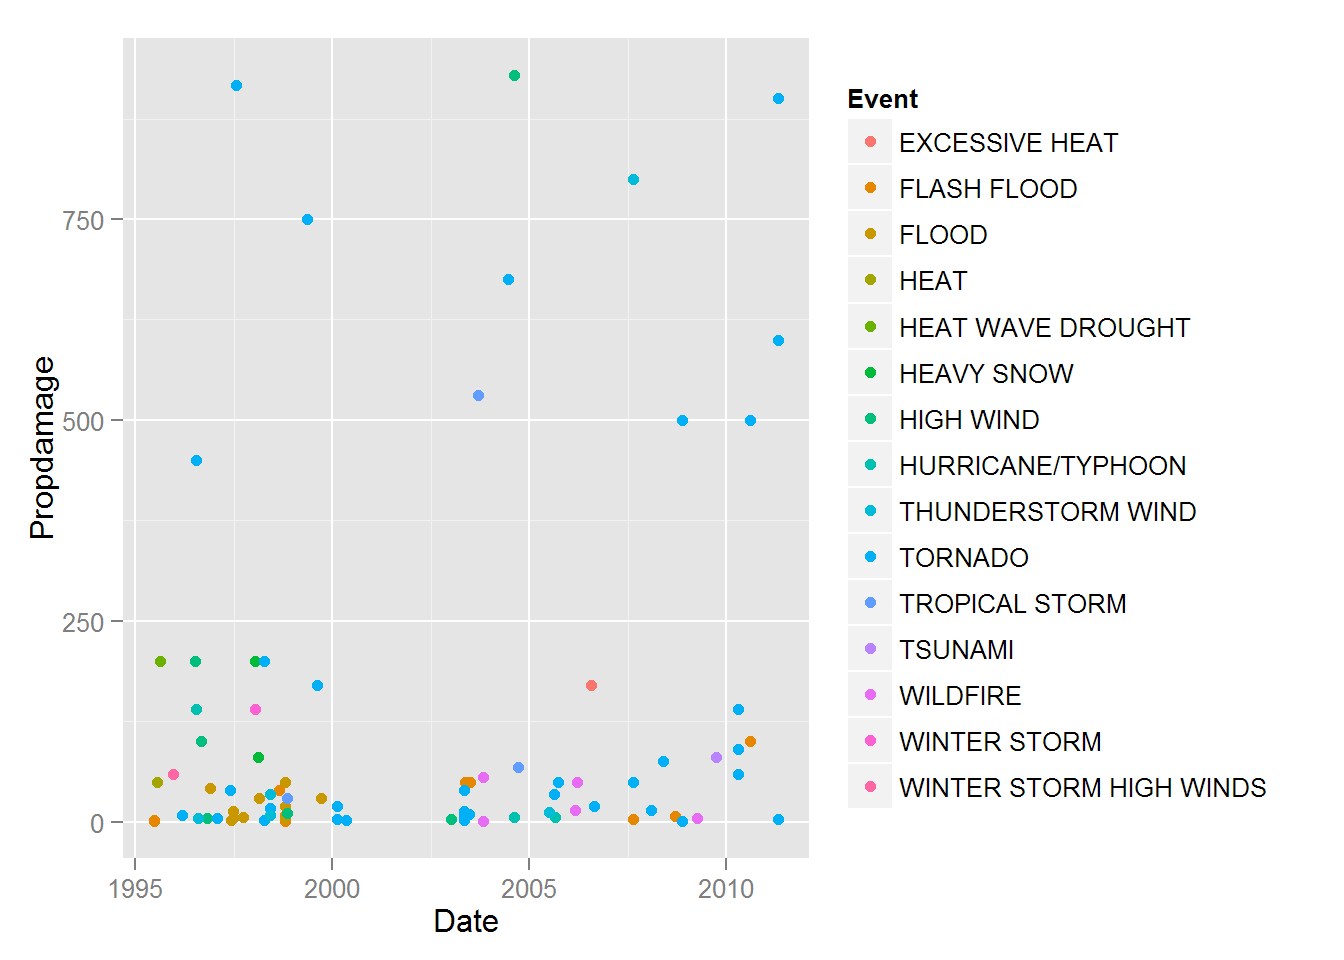 Event
EXCESSIVE HEAT
FLASH FLOOD
FLOOD
HEAT
HEAT WAVE DROUGHT
HEAVY SNOW
HIGH WIND
HURRICANE/TYPHOON
THUNDERSTORM WIND
TORNADO
TROPICAL STORM
TSUNAMI
WILDFIRE
WINTER STORM
WINTER STORM HIGH WINDS
Propdamage
750
500
250
0
1995 2000 2005 2010
Date